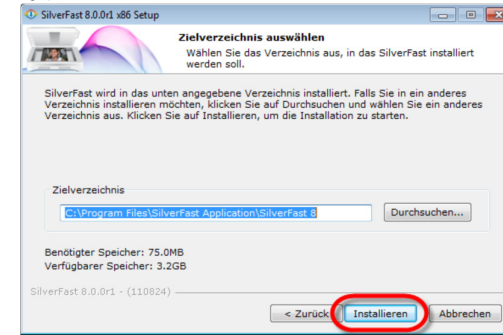 SilverFast 8.0.0r1 x86 Setup
Zielverzeichnis auswählen
Wählen Sie das Verzeichnis aus, in das SilverFast installiert
werden soll.
SilverFast wird in das unten angegebene Verzeichnis installiert. Falls Sie in ein anderes
Verzeichnis installieren möchten, klicken Sie auf Durchsuchen und wählen Sie ein anderes
Verzeichnis aus. Klicken Sie auf Installieren, um die Installation zu starten.
Zielverzeichnis
C:\Program Files\SilverFast Application\SilverFast 8
Durchsuchen...
Benötigter Speicher: 75.0MB
Verfügbarer Speicher: 3.2GB
SilverFast 8.0.0r1 - (110824)
< Zurück
Installieren
Abbrechen